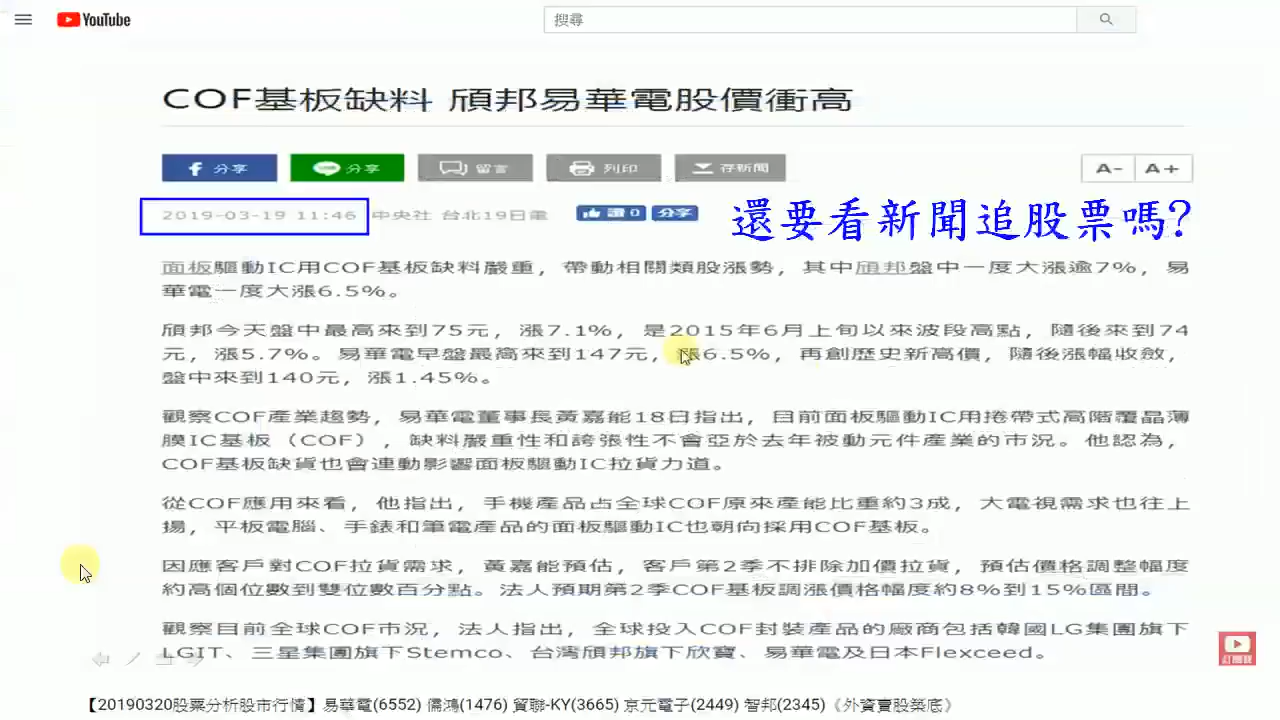 YouTube
搜尋
COF基板缺料 頎邦易華電股價衝高
分享
分享
留言
列印
存新聞
A-
A+
2019-03-19 11:46 中央社 台北19日電
讚 0
分享
還要看新聞追股票嗎?
面板驅動IC用COF基板缺料嚴重，帶動相關類股漲勢，其中頎邦盤中一度大漲逾7%，易
華電一度大漲6.5%。
頎邦今天盤中最高來到75元，漲7.1%，是2015年6月上旬以來波段高點，隨後來到74
元，漲5.7%。易華電早盤最高來到147元，漲6.5%，再創歷史新高價，隨後漲幅收斂，
盤中來到140元，漲1.45%。
觀察COF產業趨勢，易華電董事長黃嘉能18日指出，目前面板驅動IC用捲帶式高階覆晶薄
膜IC基板（COF），缺料嚴重性和誇張性不會亞於去年被動元件產業的市況。他認為，
COF基板缺貨也會連動影響面板驅動IC拉貨力道。
從COF應用來看，他指出，手機產品占全球COF原來產能比重約3成，大電視需求也往上
揚，平板電腦、手錶和筆電產品的面板驅動IC也朝向採用COF基板。
因應客戶對COF拉貨需求，黃嘉能預估，客戶第2季不排除加價拉貨，預估價格調整幅度
約高個位數到雙位數百分點。法人預期第2季COF基板調漲價格幅度約8%到15%區間。
觀察目前全球COF市況，法人指出，全球投入COF封裝產品的廠商包括韓國LG集團旗下
LGIT、三星集團旗下Stemco、台灣頎邦旗下欣寶、易華電及日本Flexceed。
訂閱我
【20190320股票分析股市行情】易華電(6552) 儒鴻(1476) 貿聯-KY(3665) 京元電子(2449) 智邦(2345)《外資賣股築底》